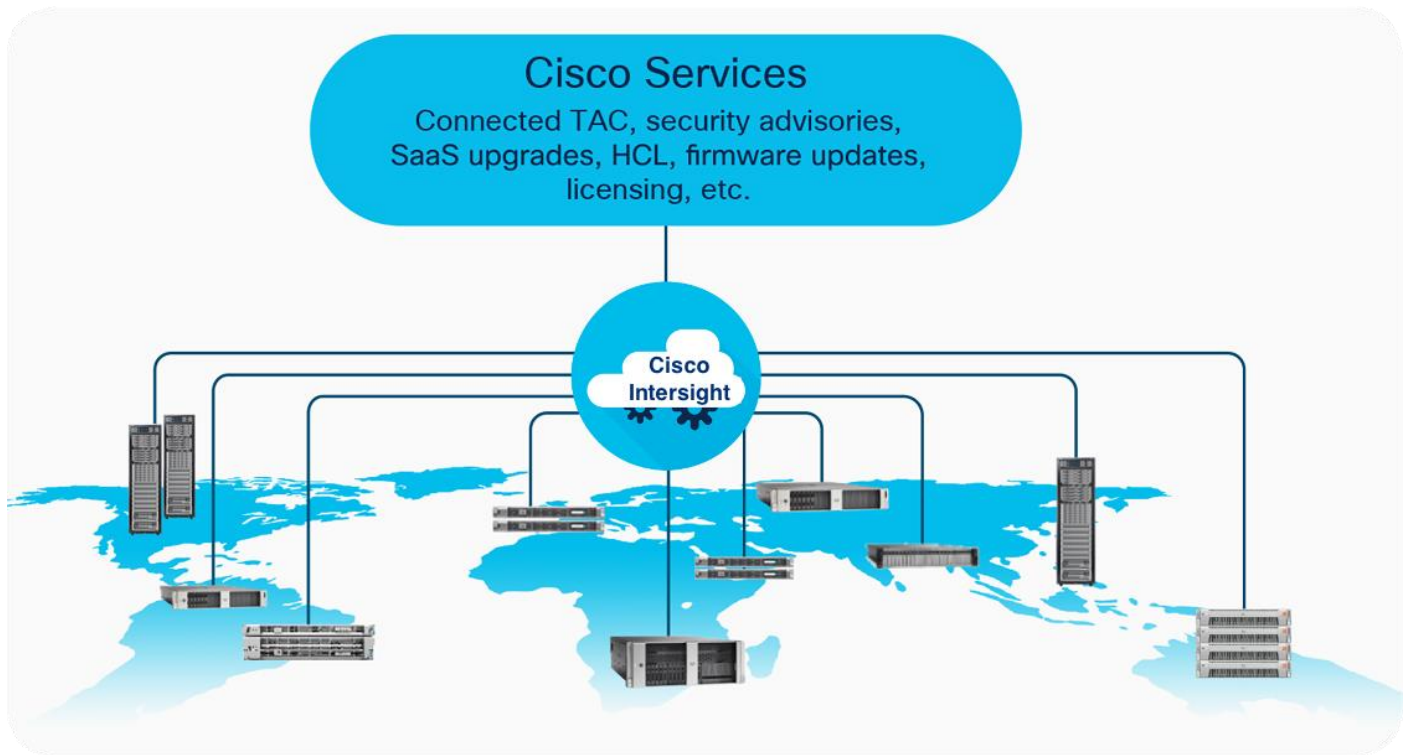 Cisco Services
Connected TAC, security advisories,
SaaS upgrades, HCL, firmware updates,
licensing, etc.
Cisco
Intersight